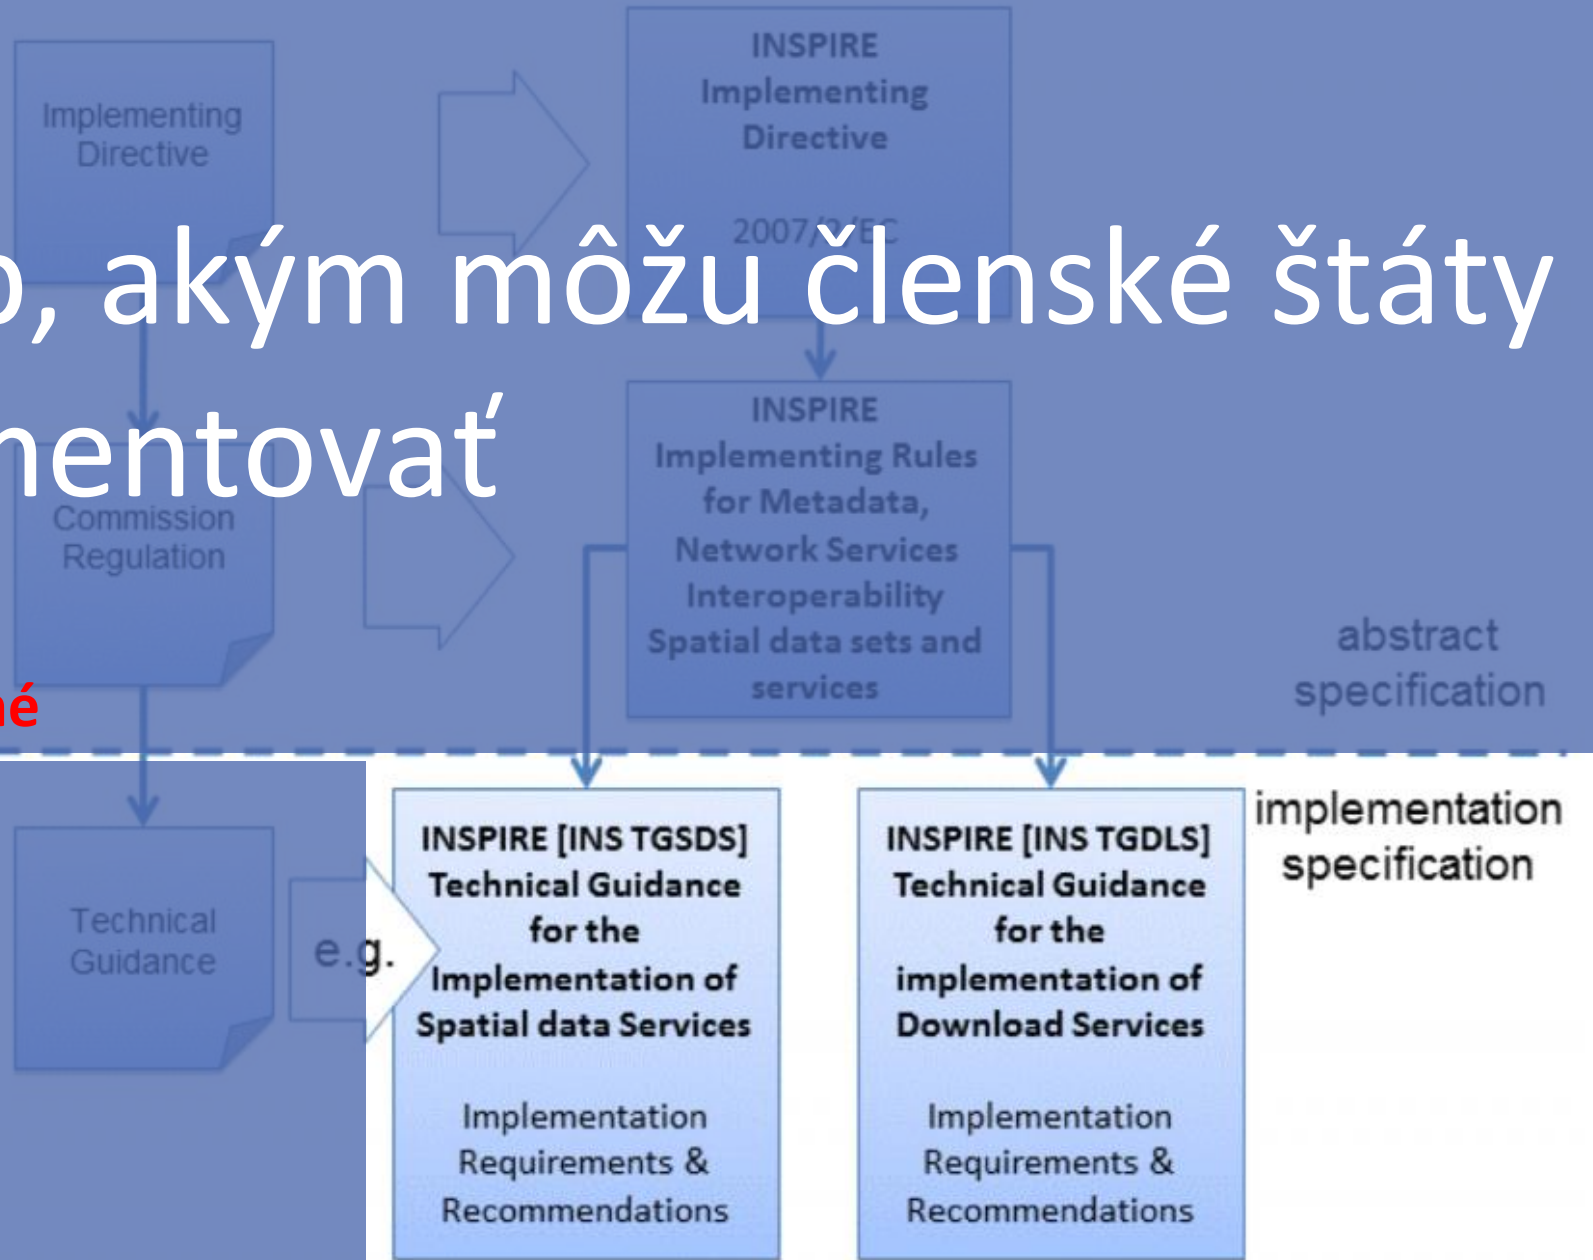 Implementing
Directive
INSPIRE
Implementing
Directive
2007/2/EC
, akým môžu členské štáty
Commission
Regulation
INSPIRE
Implementing Rules
for Metadata,
Network Services
Interoperability
Spatial data sets and
services
abstract
specification
Technical
Guidance
e.g.
INSPIRE [INS TGSDS]
Technical Guidance
for the
Implementation of
Spatial data Services
Implementation
Requirements &
Recommendations
INSPIRE [INS TGDLS]
Technical Guidance
for the
implementation of
Download Services
Implementation
Requirements &
Recommendations
implementation
specification